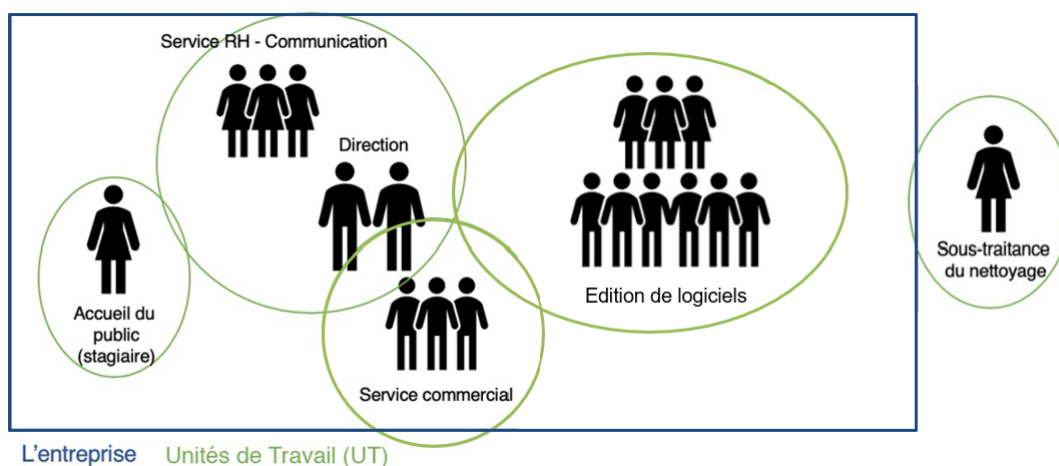 Service RH - Communication
Direction
Accueil du
public
(stagiaire)
Service commercial
Edition de logiciels
Sous-traitance
du nettoyage
L'entreprise
Unités de Travail (UT)